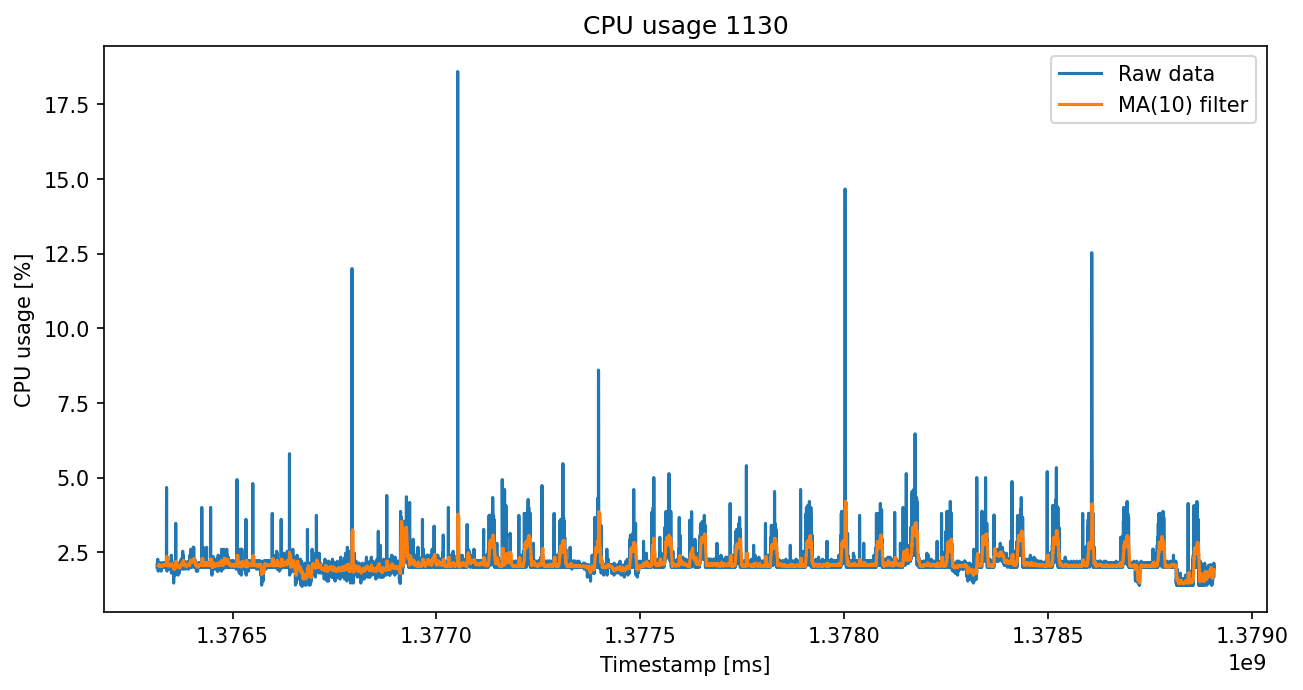 CPU usage 1130
Raw data
MA(10) filter
CPU usage [%]
17.5
15.0
12.5
10.0
7.5
5.0
2.5
1.3765 1.3770 1.3775 1.3780 1.3785 1.3790
1e9
Timestamp [ms]